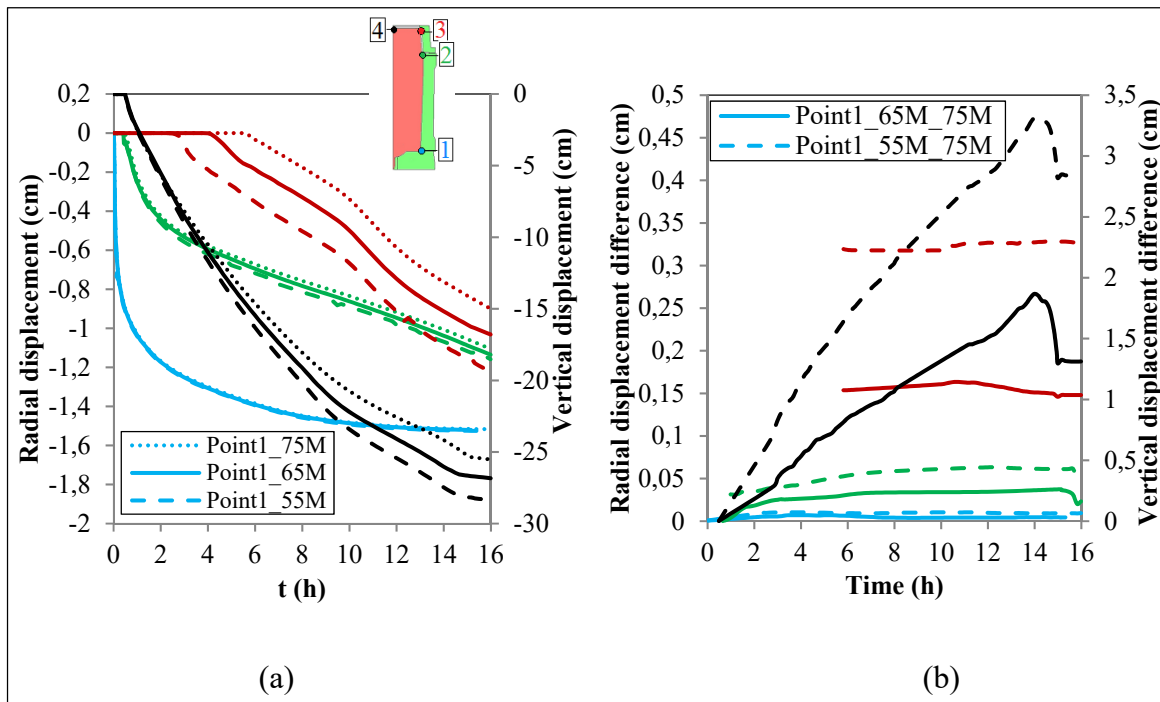 (a)
(b)
4
3
2
1
0,2
0
-0,2
-0,4
-0,6
-0,8
-1
-1,2
-1,4
-1,6
-1,8
-2
Radial displacement (cm)
0
-5
-10
-15
-20
-25
-30
Vertical displacement (cm)
Point1_75M
Point1_65M
Point1_55M
0 2 4 6 8 10 12 14 16
t (h)
0,5
0,45
0,4
0,35
0,3
0,25
0,2
0,15
0,1
0,05
0
Radial displacement difference (cm)
3,5
3
2,5
2
1,5
1
0,5
0
Vertical displacement difference (cm)
Point1_65M_75M
Point1_55M_75M
0 2 4 6 8 10 12 14 16
Time (h)
(a)
(b)